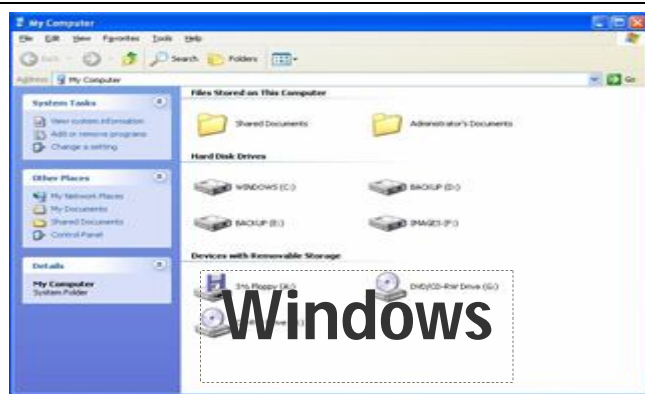 My Computer
File Edit View Favorites Tools Help
Back Search Folders
Address My Computer Go
System Tasks
View system information
Add or remove programs
Change a setting
Other Places
My Network Places
My Documents
Shared Documents
Control Panel
Details
My Computer
System Folder
Files Stored on This Computer
Shared Documents Administrator's Documents
Hard Disk Drives
WINDOWS (C:) BACKUP (D:)
BACKUP (E:) IMAGES (F:)
Devices with Removable Storage
3½ Floppy (A:) DVD/CD-RW Drive (G:)
Windows